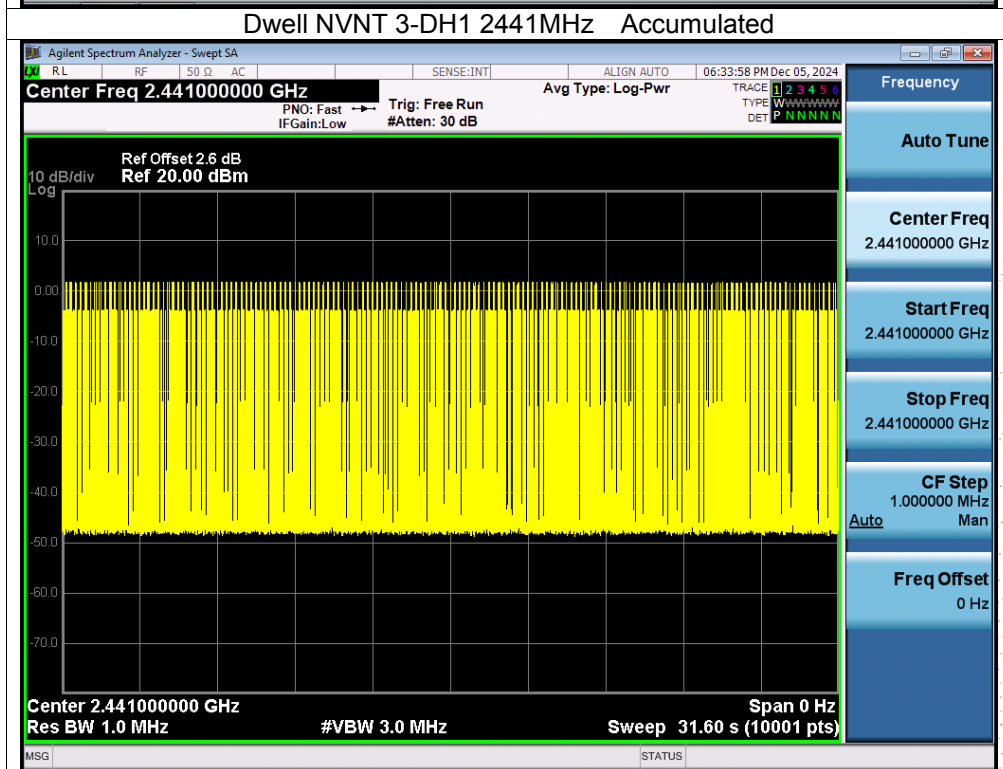 Dwell NVNT 3-DH1 2441MHz Accumulated
Agilent Spectrum Analyzer - Swept SA
LXI RL RF 50 Ω AC SENSE:INT ALIGN AUTO 06:33:58 PM Dec 05, 2024
Center Freq 2.441000000 GHz
PNO: Fast
IFGain:Low
Trig: Free Run
#Atten: 30 dB
Avg Type: Log-Pwr
TRACE 1 2 3 4 5 6
TYPE WWWWWWW
DET P N N N N N
Frequency
Auto Tune
Center Freq
2.441000000 GHz
Start Freq
2.441000000 GHz
Stop Freq
2.441000000 GHz
CF Step
1.000000 MHz
Auto Man
Freq Offset
0 Hz
Ref Offset 2.6 dB
10 dB/div Ref 20.00 dBm
Log
10.0
0.00
-10.0
-20.0
-30.0
-40.0
-50.0
-60.0
-70.0
Center 2.441000000 GHz Span 0 Hz
Res BW 1.0 MHz #VBW 3.0 MHz Sweep 31.60 s (10001 pts)
MSG STATUS